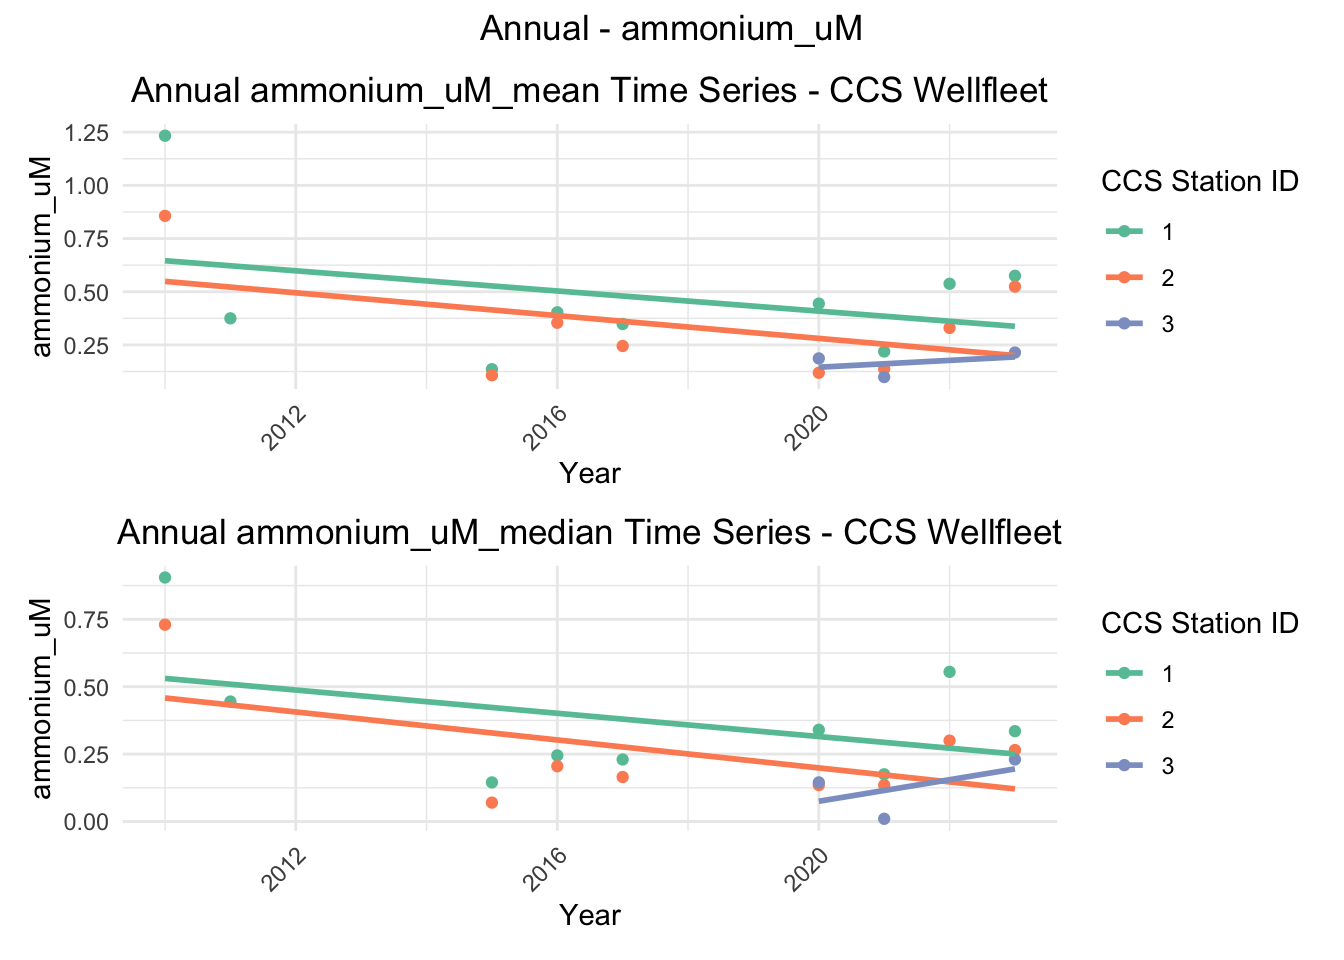 Annual - ammonium_uM
Annual ammonium_uM_mean Time Series - CCS Wellfleet
ammonium_uM
1.25
1.00
0.75
0.50
0.25
2012
2016
2020
Year
CCS Station ID
1
2
3
Annual ammonium_uM_median Time Series - CCS Wellfleet
ammonium_uM
0.75
0.50
0.25
0.00
2012
2016
2020
Year
CCS Station ID
1
2
3